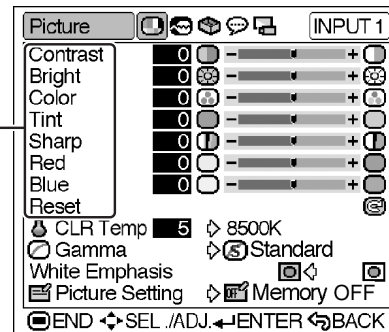 Picture INPUT 1
Contrast 0 - +
Bright 0 - +
Color 0 - +
Tint 0 - +
Sharp 0 - +
Red 0 - +
Blue 0 - +
Reset
CLR Temp 5 8500K
Gamma S Standard
White Emphasis
Picture Setting OFF Memory OFF
END SEL./ADJ. ENTER BACK